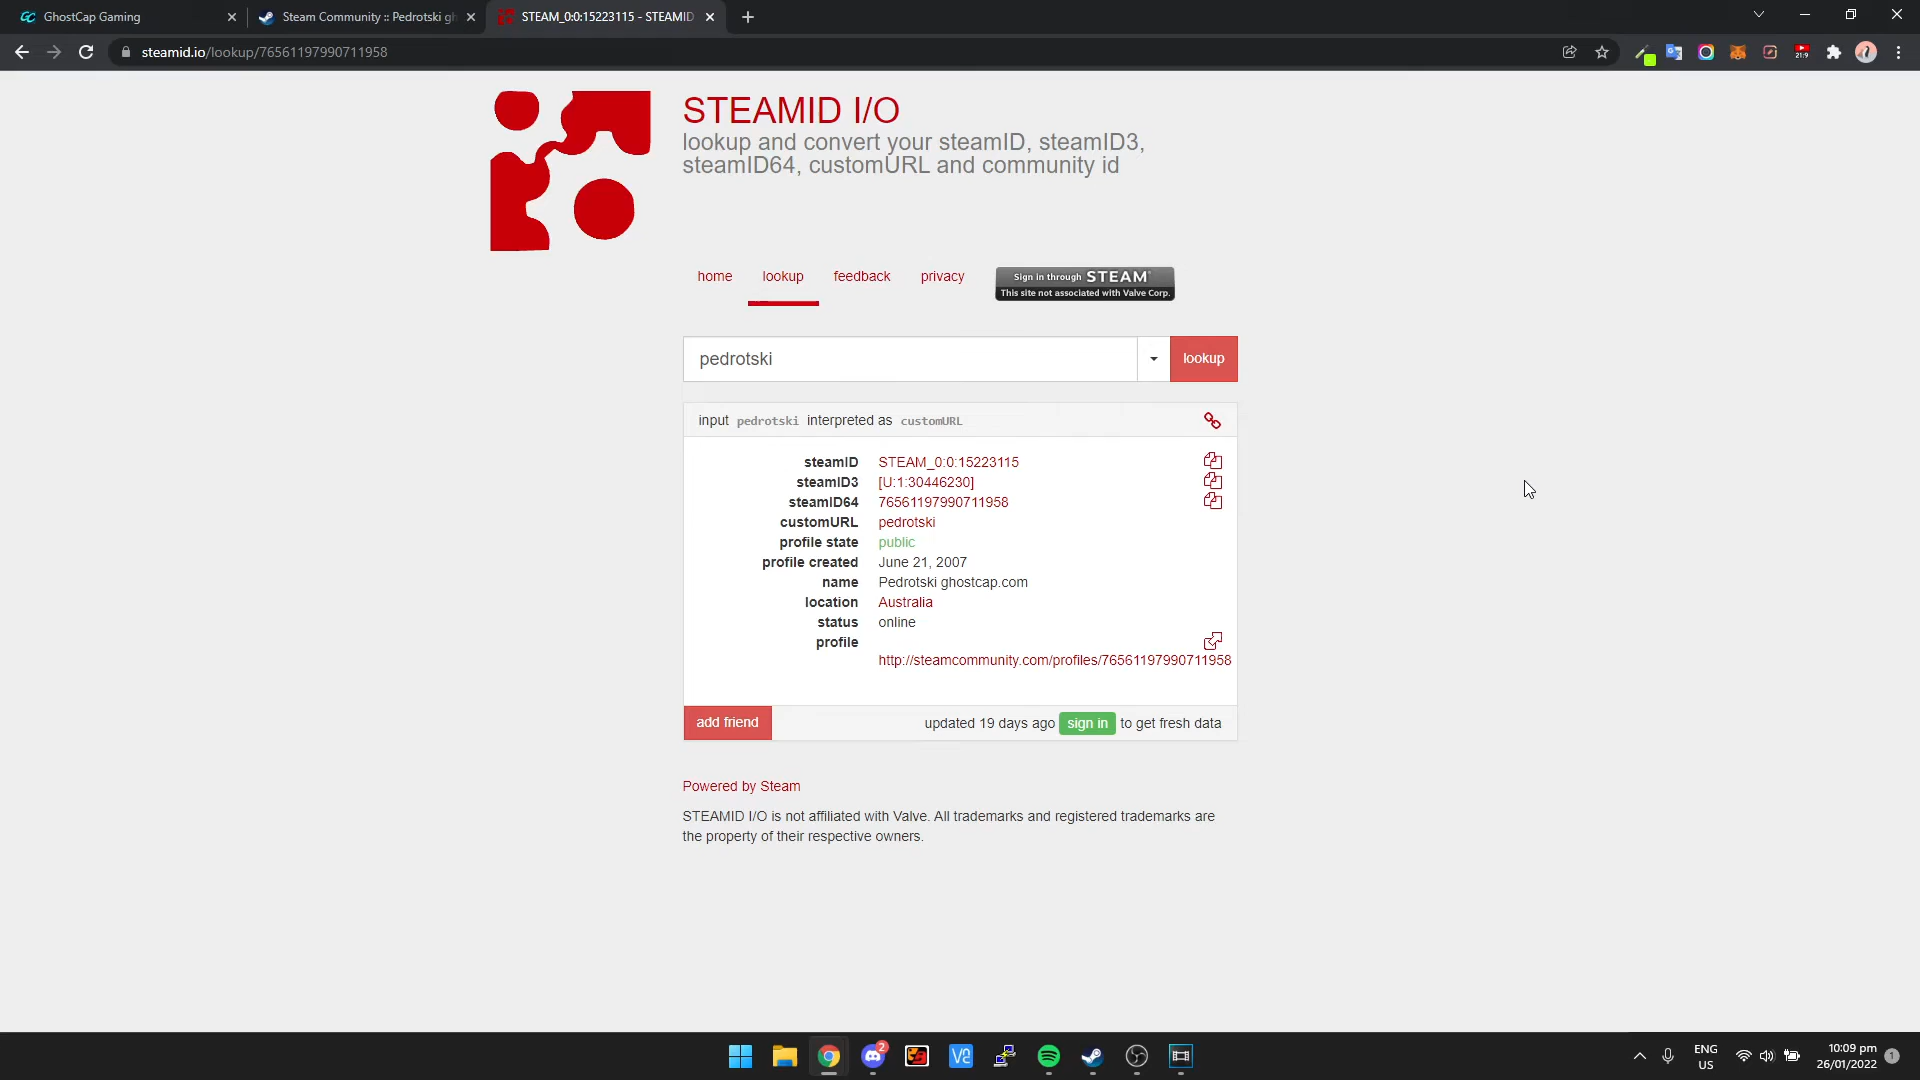 GhostCap Gaming
Steam Community :: Pedrotski gh
STEAM_0:0:15223115 - STEAMID
steamid.io/lookup/76561197990711958
21:9
STEAMID I/O
lookup and convert your steamID, steamID3,
steamID64, customURL and community id
home lookup feedback privacy
Sign in through STEAM
This site not associated with Valve Corp.
pedrotski
lookup
input pedrotski interpreted as customURL
steamID STEAM_0:0:15223115
steamID3 [U:1:30446230]
steamID64 76561197990711958
customURL pedrotski
profile state public
profile created June 21, 2007
name Pedrotski ghostcap.com
location Australia
status online
profile
http://steamcommunity.com/profiles/76561197990711958
add friend updated 19 days ago sign in to get fresh data
Powered by Steam
STEAMID I/O is not affiliated with Valve. All trademarks and registered trademarks are
the property of their respective owners.
2
ENG
US
10:09 pm
26/01/2022
1